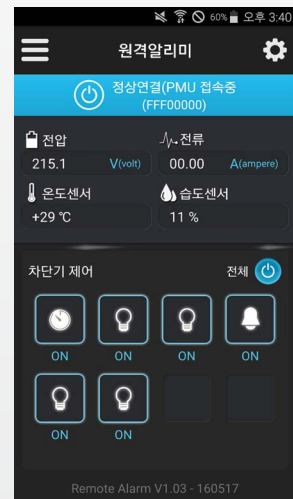 60% 오후 3:40
원격알리미
정상연결(PMU 접속중
(FFF00000)
전압 전류
215.1 V(volt) 00.00 A(ampere)
온도센서 습도센서
+29 ℃ 11 %
차단기 제어 전체
ON ON ON ON
ON ON
Remote Alarm V1.03 - 160517